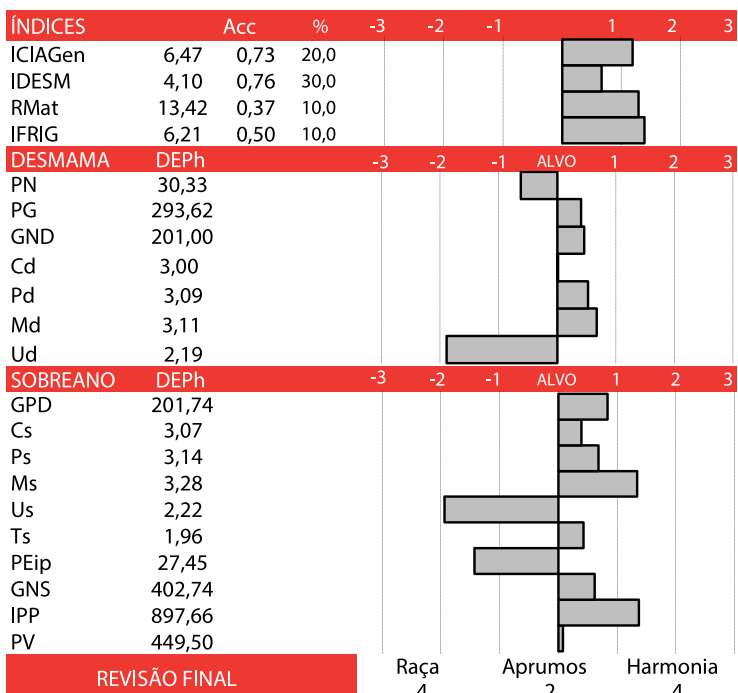 ÍNDICES Acc % -3 -2 -1 1 2 3
ICIAGen 6,47 0,73 20,0
IDESM 4,10 0,76 30,0
RMat 13,42 0,37 10,0
IFRIG 6,21 0,50 10,0
DESMAMA DEPh -3 -2 -1 ALVO 1 2 3
PN 30,33
PG 293,62
GND 201,00
Cd 3,00
Pd 3,09
Md 3,11
Ud 2,19
SOBREANO DEPh -3 -2 -1 ALVO 1 2 3
GPD 201,74
Cs 3,07
Ps 3,14
Ms 3,28
Us 2,22
Ts 1,96
PEip 27,45
GNS 402,74
IPP 897,66
PV 449,50
REVISÃO FINAL Raça Aprumos Harmonia
4 2 4